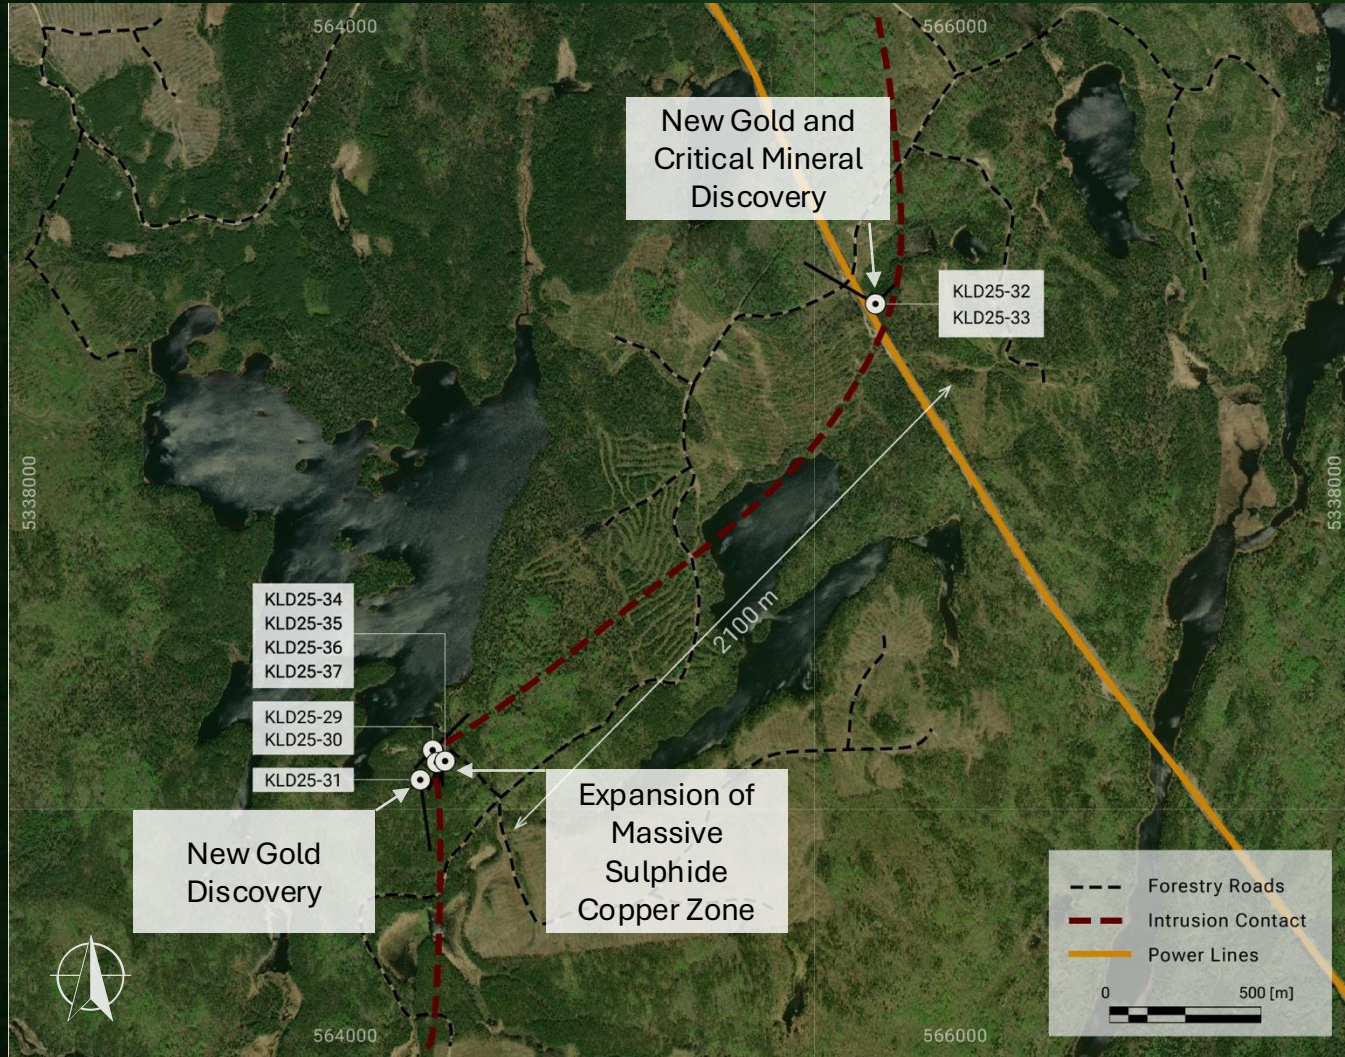 564000
566000
New Gold and
Critical Mineral
Discovery
KLD25-32
KLD25-33
5338000
5338000
KLD25-34
KLD25-35
KLD25-36
KLD25-37
2100 m
KLD25-29
KLD25-30
KLD25-31
Expansion of
Massive
Sulphide
Copper Zone
New Gold
Discovery
Forestry Roads
Intrusion Contact
Power Lines
0 500 [m]
564000
566000